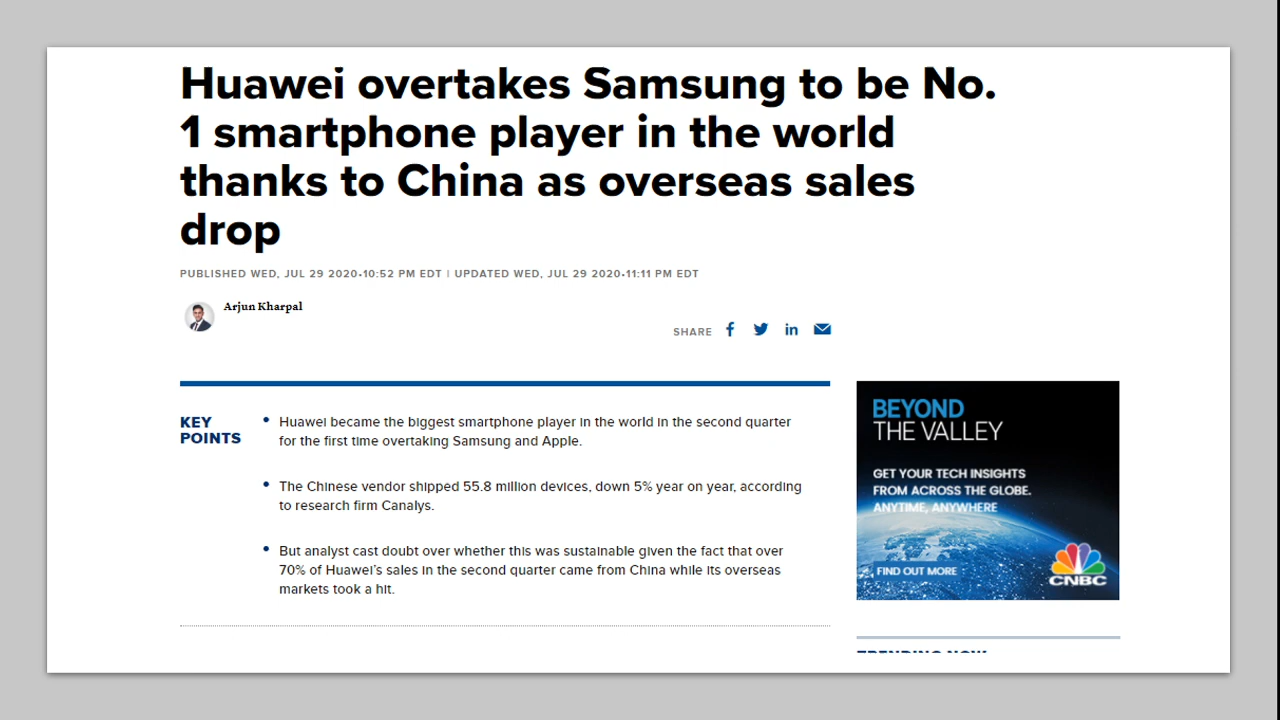 Huawei overtakes Samsung to be No.
1 smartphone player in the world
thanks to China as overseas sales
drop
PUBLISHED WED, JUL 29 2020•10:52 PM EDT | UPDATED WED, JUL 29 2020•11:11 PM EDT
Arjun Kharpal
SHARE
KEY
POINTS
• Huawei became the biggest smartphone player in the world in the second quarter
for the first time overtaking Samsung and Apple.
• The Chinese vendor shipped 55.8 million devices, down 5% year on year, according
to research firm Canalys.
• But analyst cast doubt over whether this was sustainable given the fact that over
70% of Huawei's sales in the second quarter came from China while its overseas
markets took a hit.
BEYOND
THE VALLEY
GET YOUR TECH INSIGHTS
FROM ACROSS THE GLOBE.
ANYTIME, ANYWHERE
FIND OUT MORE
CNBC
TRENDING NOW